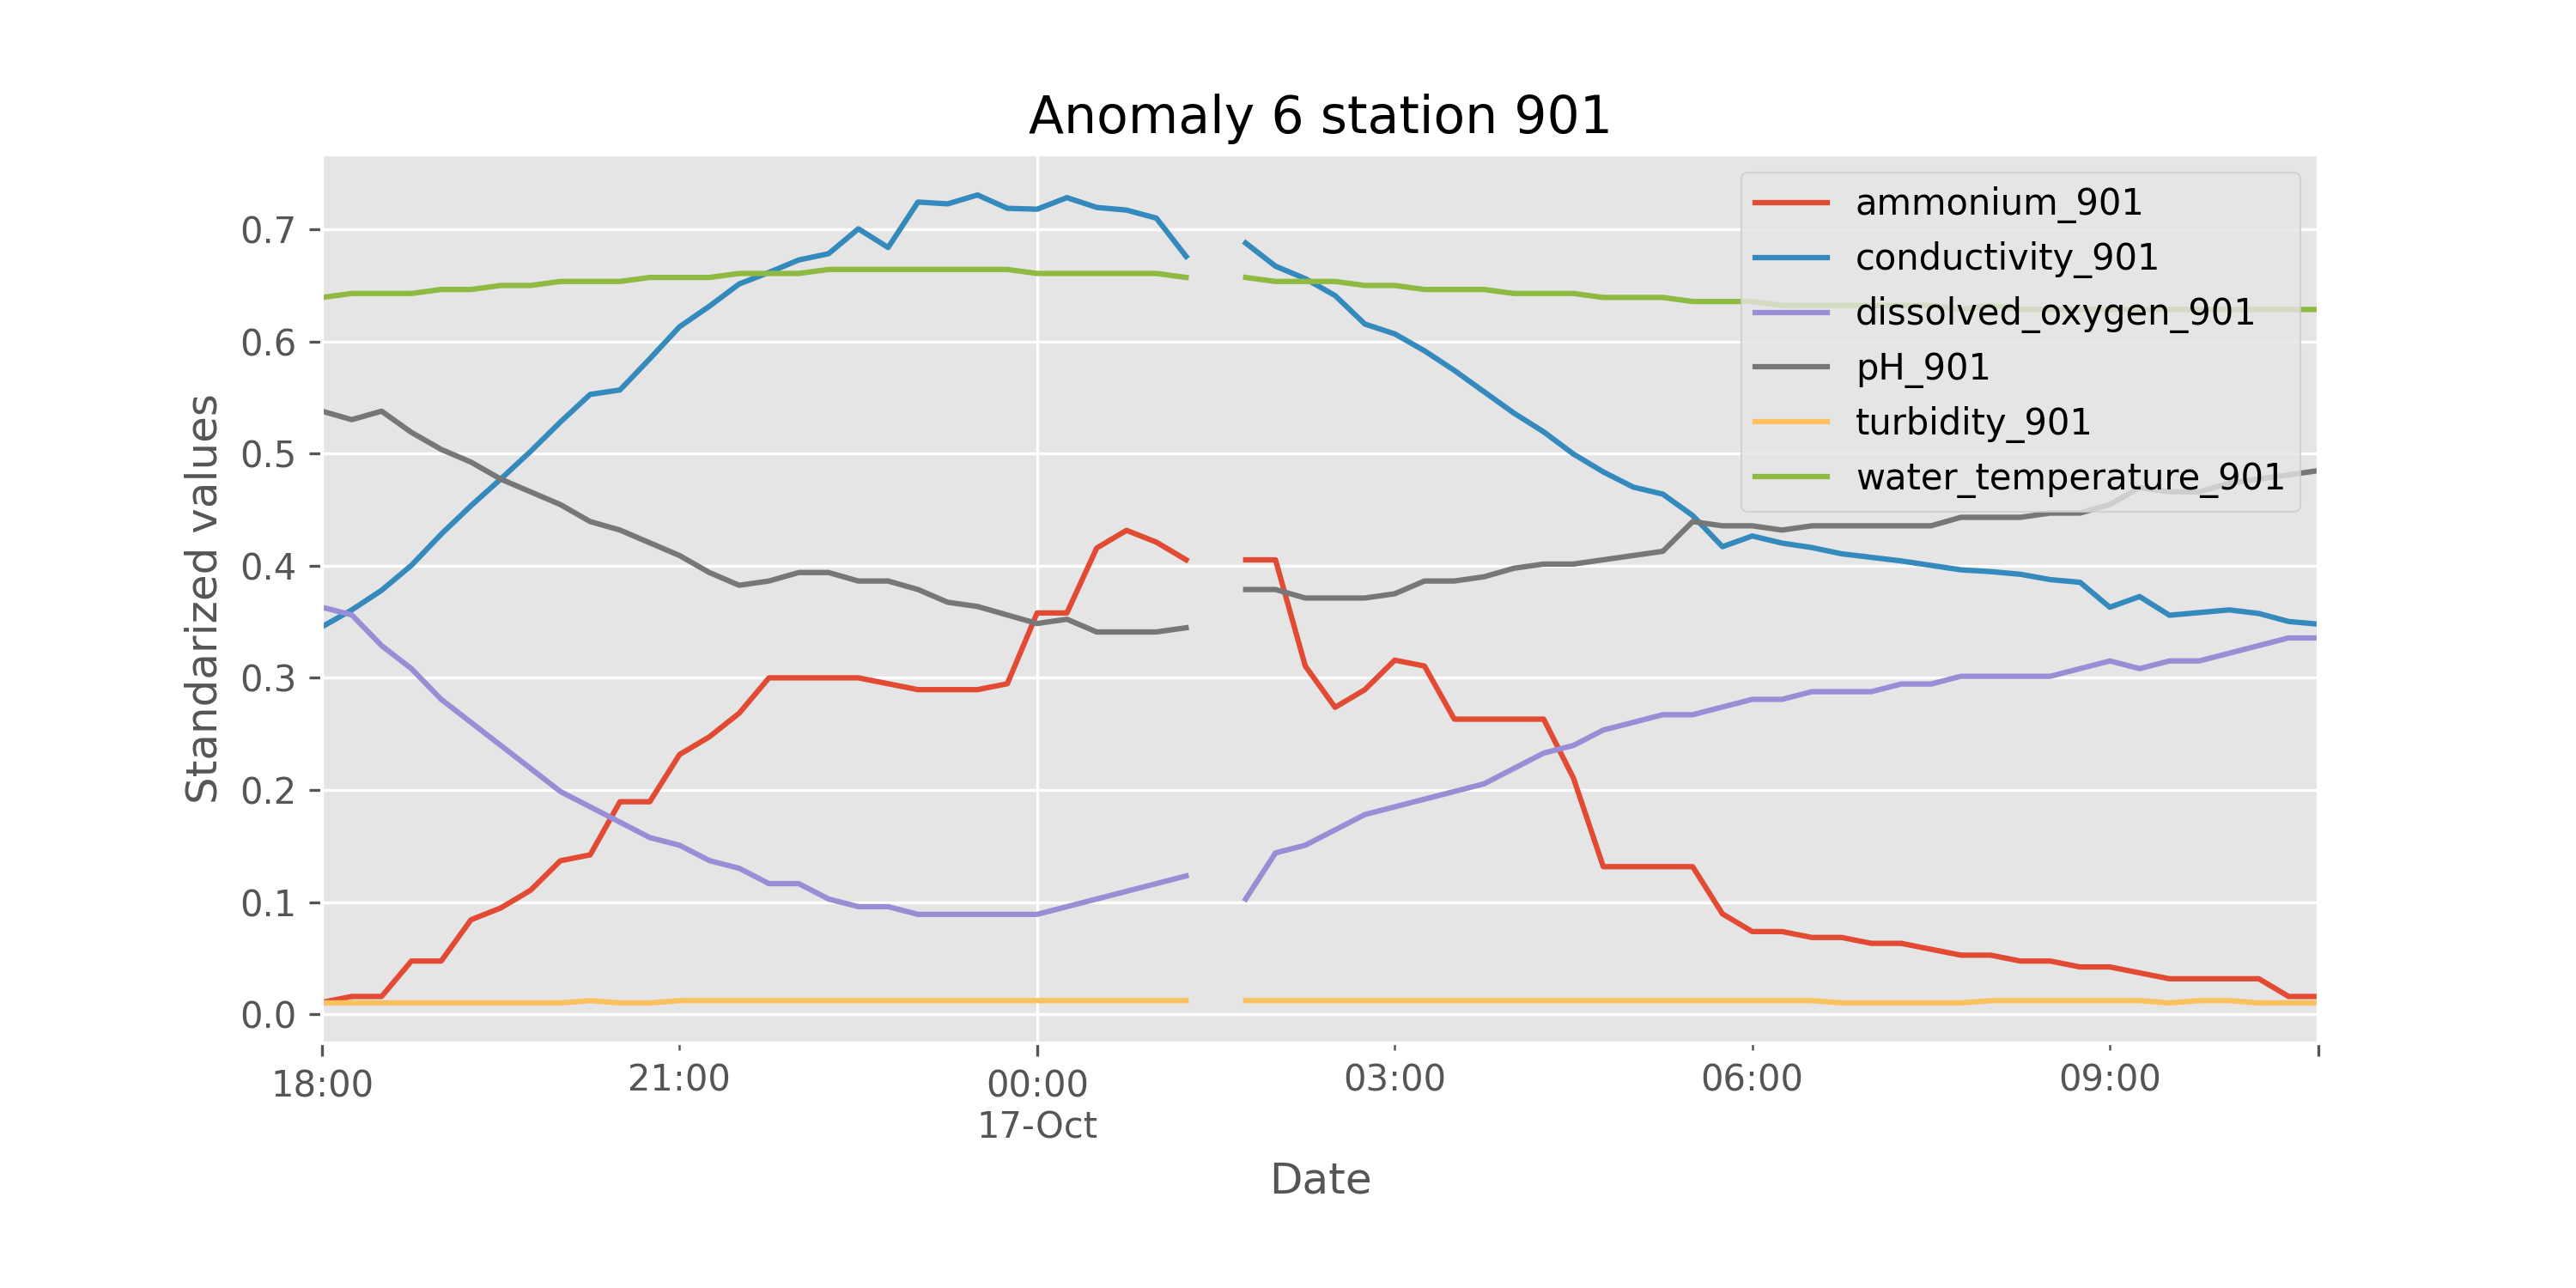 Anomaly 6 station 901
ammonium_901
conductivity_901
dissolved_oxygen_901
pH_901
turbidity_901
water_temperature_901
Standardized values
0.7
0.6
0.5
0.4
0.3
0.2
0.1
0.0
18:00 21:00 00:00 03:00 06:00 09:00
17-Oct
Date